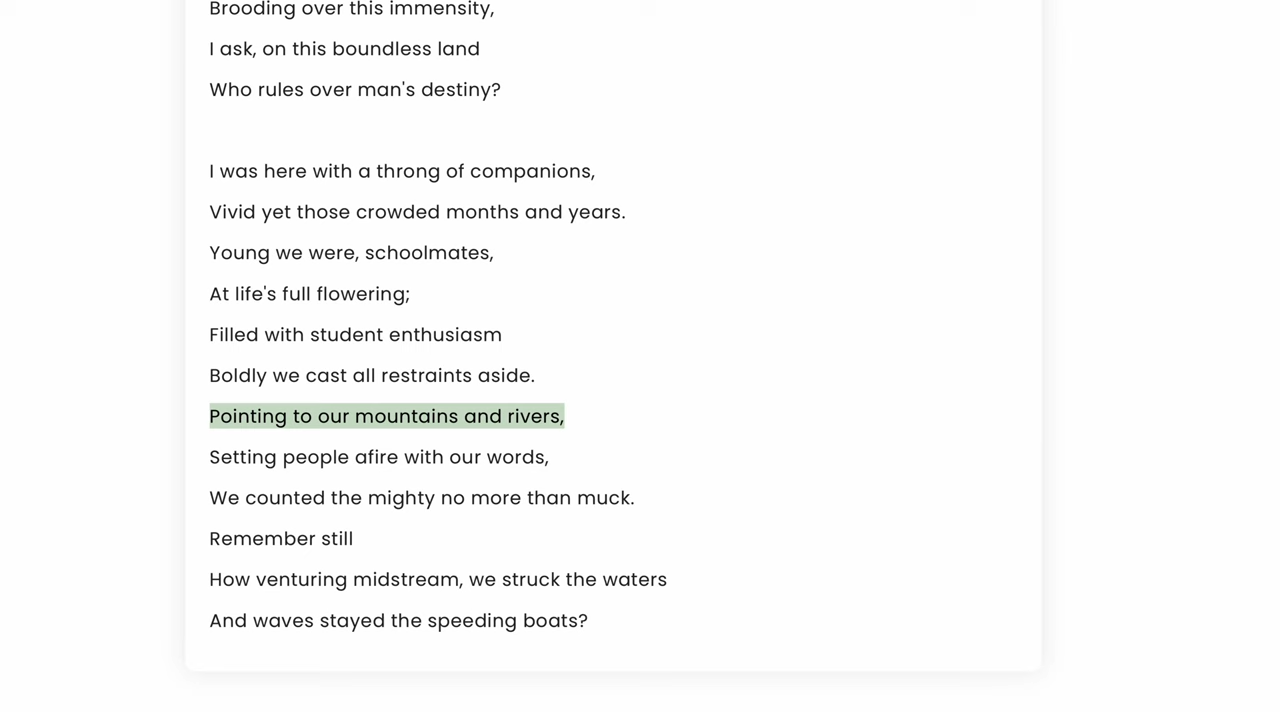 Brooding over this immensity,
I ask, on this boundless land
Who rules over man's destiny?
I was here with a throng of companions,
Vivid yet those crowded months and years.
Young we were, schoolmates,
At life's full flowering;
Filled with student enthusiasm
Boldly we cast all restraints aside.
Pointing to our mountains and rivers,
Setting people afire with our words,
We counted the mighty no more than muck.
Remember still
How venturing midstream, we struck the waters
And waves stayed the speeding boats?